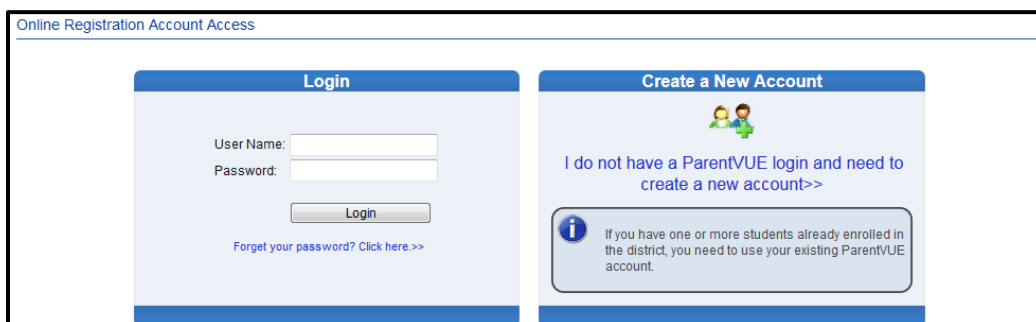 Online Registration Account Access
Login
User Name:
Password:
Login
Forget your password? Click here.>>
Create a New Account
I do not have a ParentVUE login and need to
create a new account>>
If you have one or more students already enrolled in
the district, you need to use your existing ParentVUE
account.